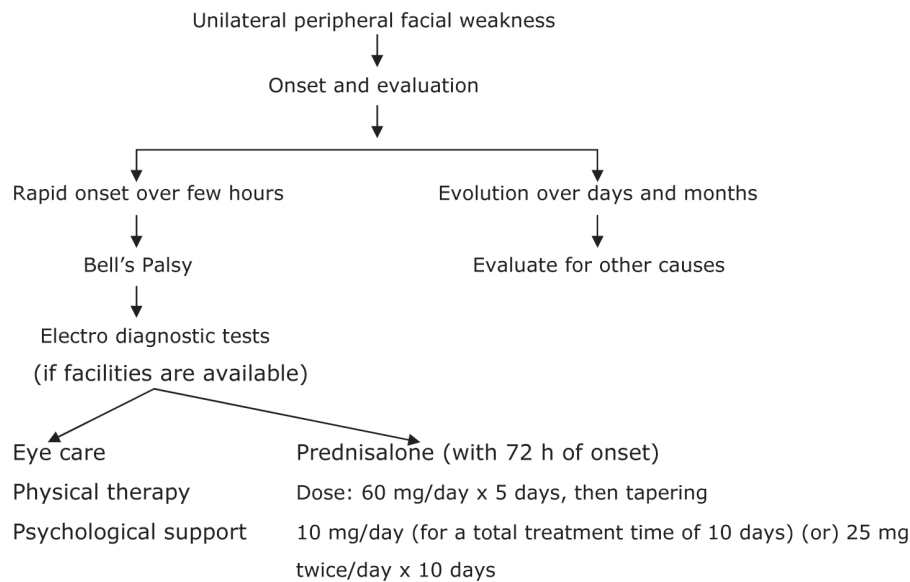 Unilateral peripheral facial weakness
Onset and evaluation
Rapid onset over few hours
Evolution over days and months
Bell's Palsy
Evaluate for other causes
Electro diagnostic tests
(if facilities are available)
Eye care
Physical therapy
Psychological support
Prednisalone (with 72 h of onset)
Dose: 60 mg/day x 5 days, then tapering
10 mg/day (for a total treatment time of 10 days) (or) 25 mg
twice/day x 10 days